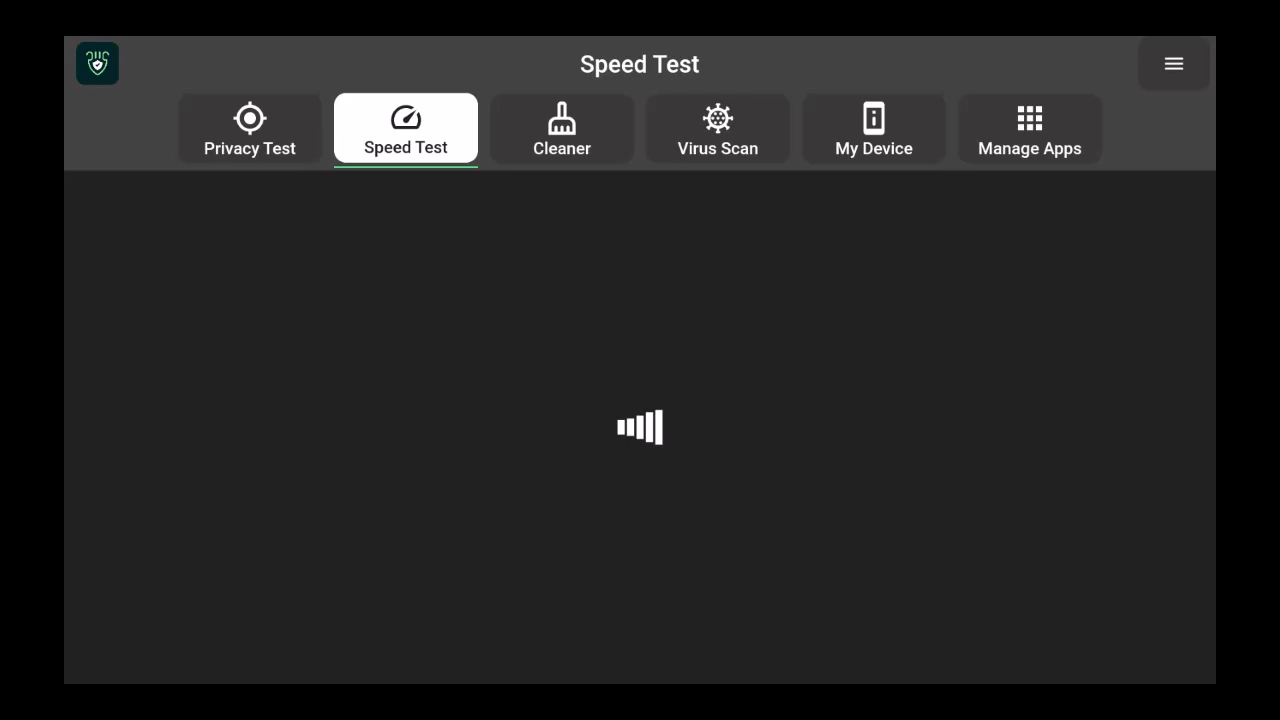 Speed Test
Privacy Test
Speed Test
Cleaner
Virus Scan
My Device
Manage Apps